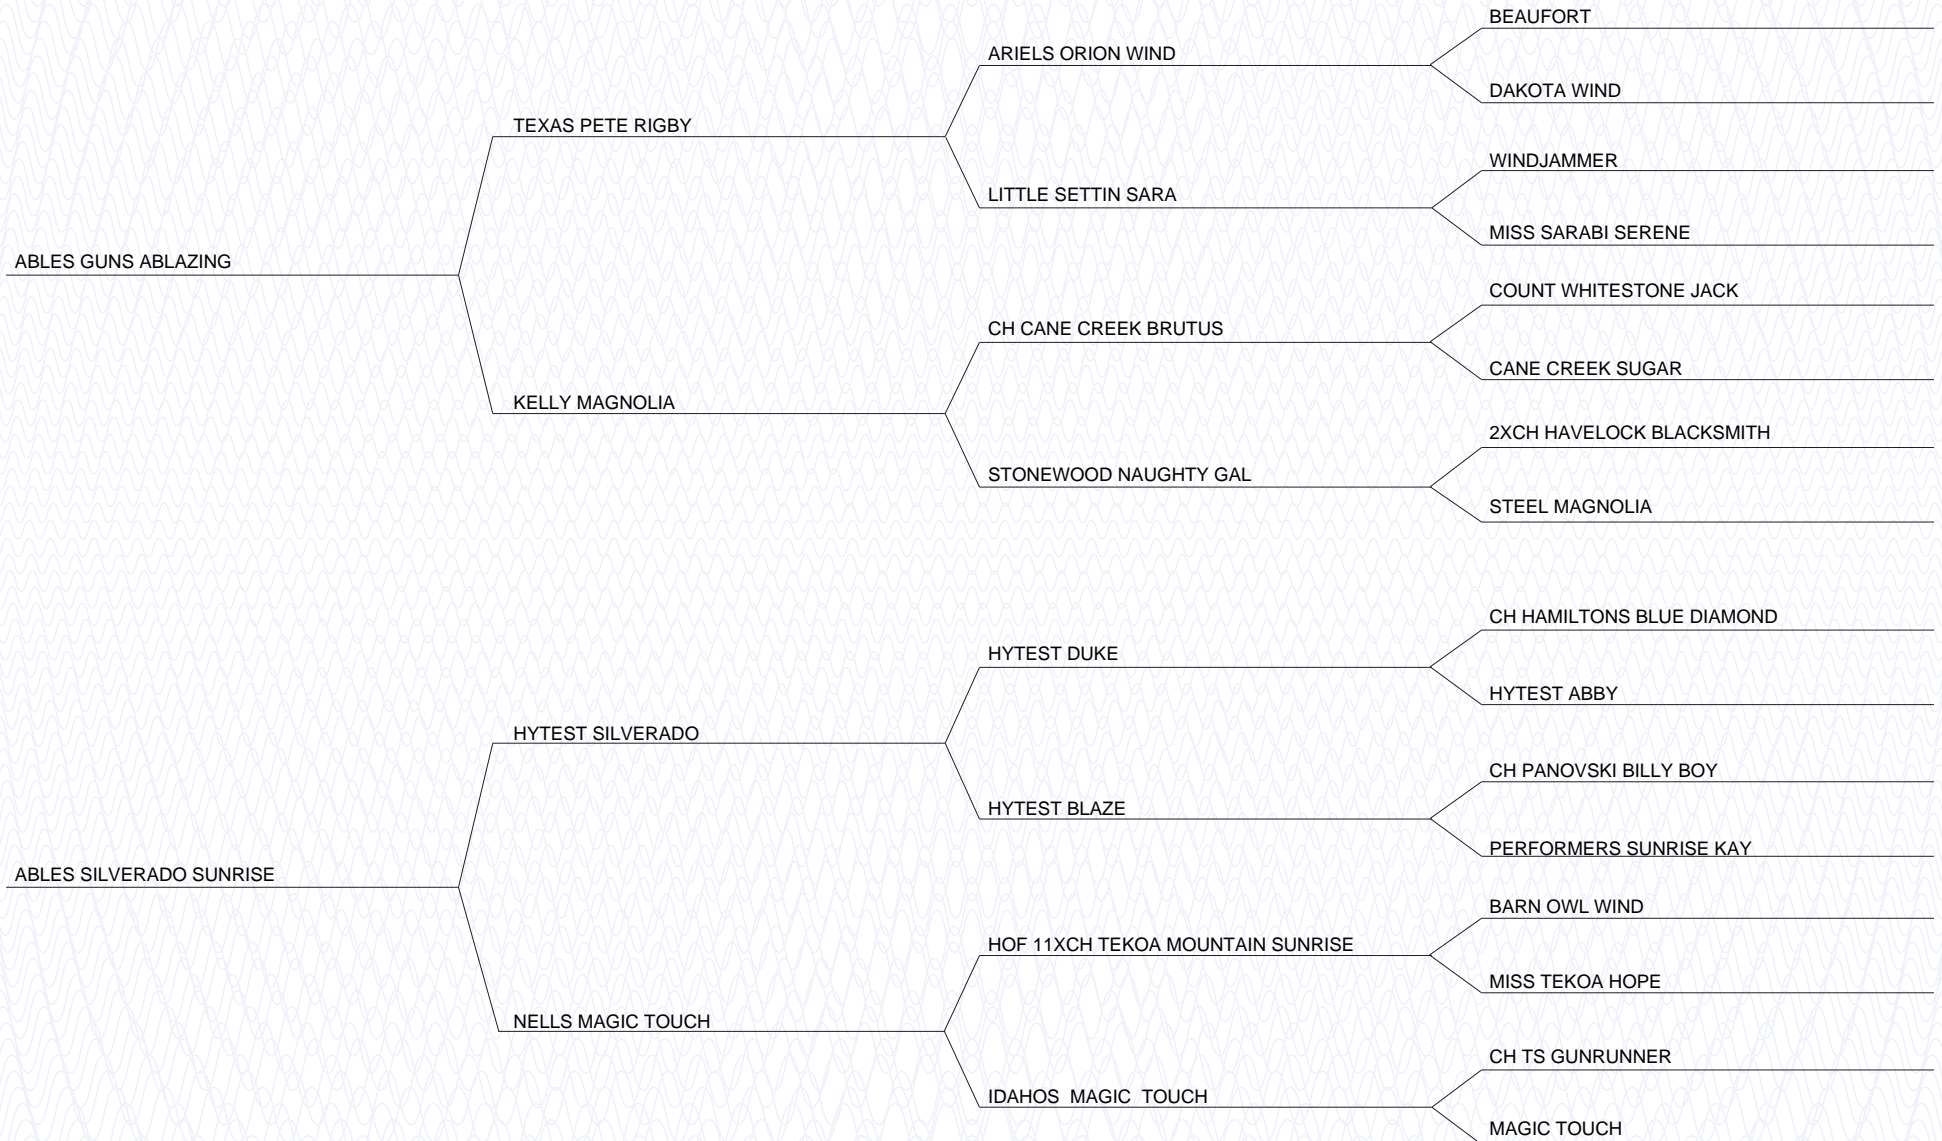 BEAUFORT
ARIELS ORION WIND
DAKOTA WIND
TEXAS PETE RIGBY
WINDJAMMER
LITTLE SETTIN SARA
MISS SARABI SERENE
ABLES GUNS ABLAZING
COUNT WHITESTONE JACK
CH CANE CREEK BRUTUS
CANE CREEK SUGAR
KELLY MAGNOLIA
2XCH HAVELOCK BLACKSMITH
STONEWOOD NAUGHTY GAL
STEEL MAGNOLIA
CH HAMILTONS BLUE DIAMOND
HYTEST DUKE
HYTEST ABBY
HYTEST SILVERADO
CH PANOVSKI BILLY BOY
HYTEST BLAZE
PERFORMERS SUNRISE KAY
ABLES SILVERADO SUNRISE
BARN OWL WIND
HOF 11XCH TEKOA MOUNTAIN SUNRISE
MISS TEKOA HOPE
NELLS MAGIC TOUCH
CH TS GUNRUNNER
IDAHOS MAGIC TOUCH
MAGIC TOUCH